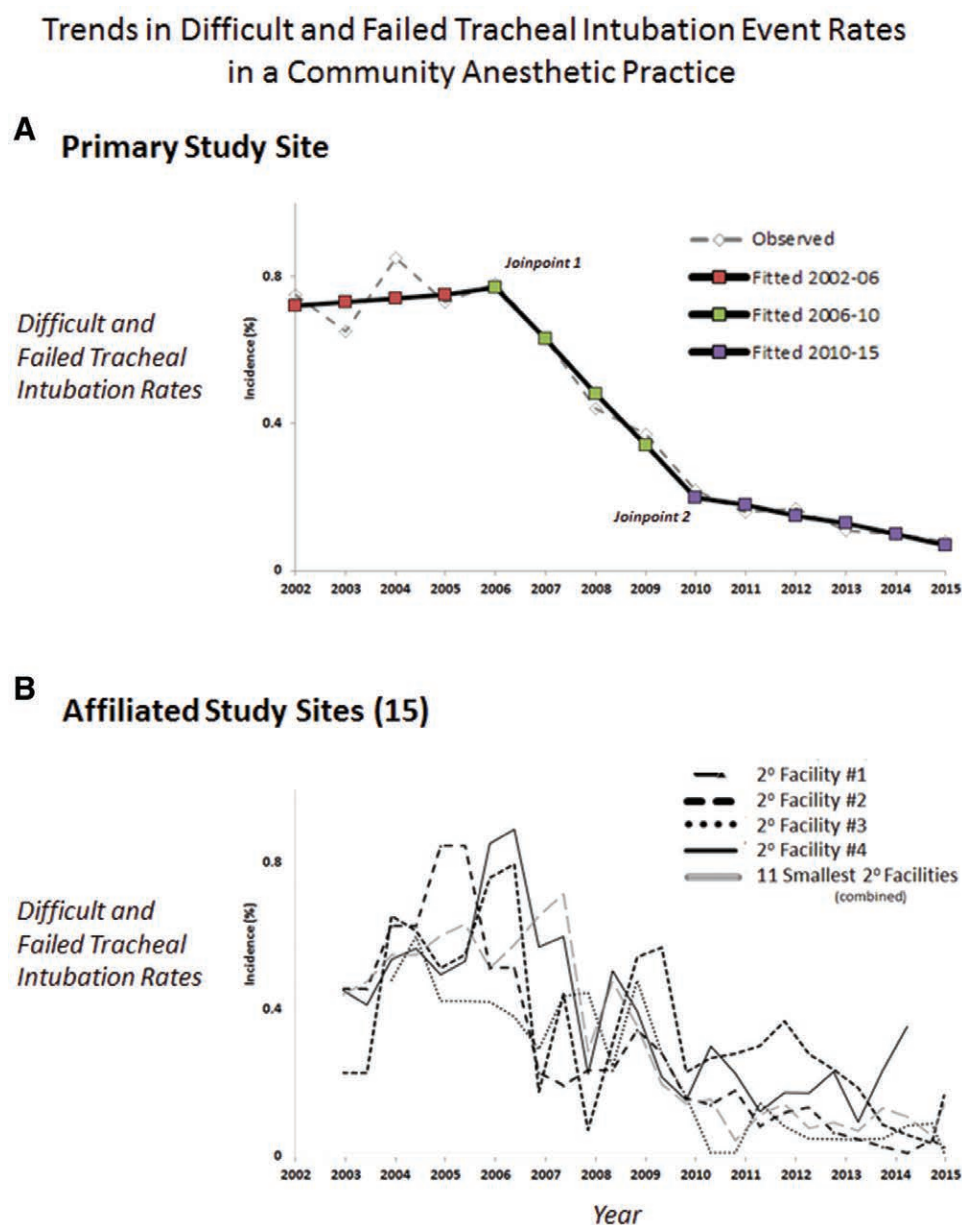 Trends in Difficult and Failed Tracheal Intubation Event Rates
in a Community Anesthetic Practice
A
Primary Study Site
Joinpoint 1
Observed
Fitted 2002-06
Fitted 2006-10
Fitted 2010-15
0.8
Difficult and
Failed Tracheal
Intubation Rates
Incidence (%)
0.4
Joinpoint 2
0
2002 2003 2004 2005 2006 2007 2008 2009 2010 2011 2012 2013 2014 2015
B
Affiliated Study Sites (15)
2º Facility #1
2º Facility #2
2º Facility #3
2º Facility #4
11 Smallest 2º Facilities
(combined)
0.8
Difficult and
Failed Tracheal
Intubation Rates
Incidence (%)
0.4
0
2002 2003 2004 2005 2006 2007 2008 2009 2010 2011 2012 2013 2014 2015
Year